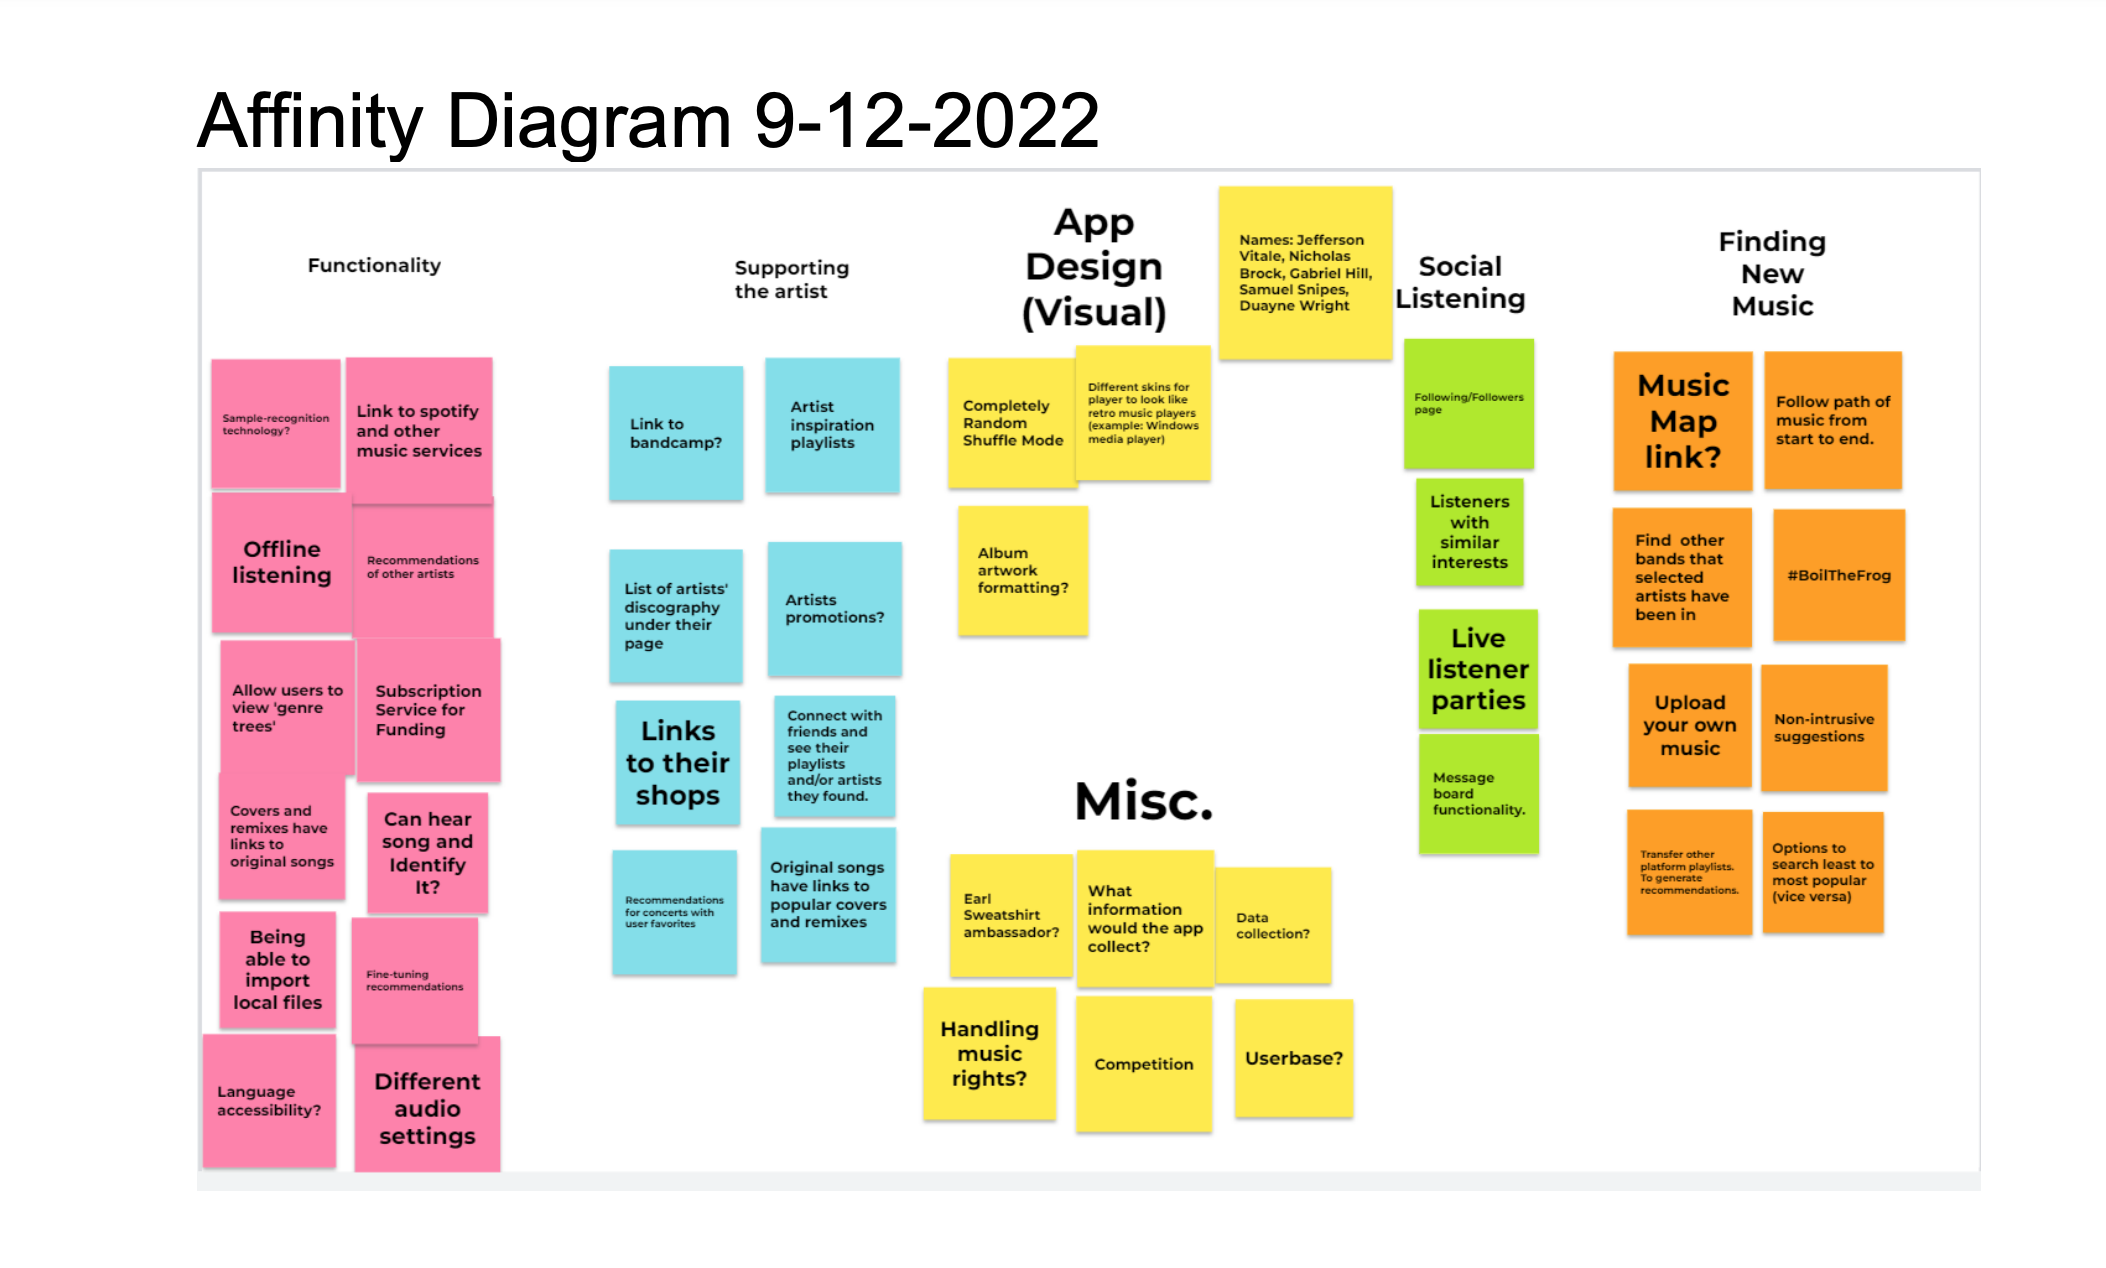 Affinity Diagram 9-12-2022
Functionality
Sample-recognition
technology?
Link to spotify
and other
music services
Offline
listening
Recommendations
of other artists
Allow users to
view 'genre
trees'
Subscription
Service for
Funding
Covers and
remixes have
links to
original songs
Can hear
song and
Identify
It?
Being
able to
import
local files
Fine-tuning
recommendations
Language
accessibility?
Different
audio
settings
Supporting
the artist
Link to
bandcamp?
Artist
inspiration
playlists
List of artists'
discography
under their
page
Artists
promotions?
Links
to their
shops
Connect with
friends and
see their
playlists
and/or artists
they found.
Recommendations
for concerts with
user favorites
Original songs
have links to
popular covers
and remixes
App
Design
(Visual)
Names: Jefferson
Vitale, Nicholas
Brock, Gabriel Hill,
Samuel Snipes,
Duayne Wright
Completely
Random
Shuffle Mode
Different skins for
player to look like
retro music players
(example: Windows
media player)
Album
artwork
formatting?
Misc.
Earl
Sweatshirt
ambassador?
What
information
would the app
collect?
Data
collection?
Handling
music
rights?
Competition
Userbase?
Social
Listening
Following/Followers
page
Listeners
with
similar
interests
Live
listener
parties
Message
board
functionality.
Finding
New
Music
Music
Map
link?
Follow path of
music from
start to end.
Find other
bands that
selected
artists have
been in
#BoilTheFrog
Upload
your own
music
Non-intrusive
suggestions
Transfer other
platform playlists.
To generate
recommendations.
Options to
search least to
most popular
(vice versa)